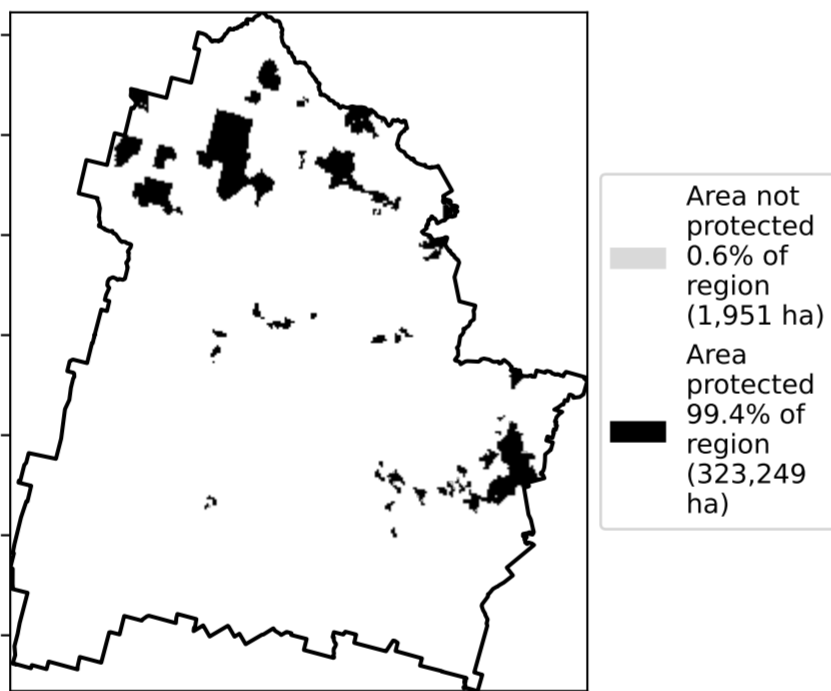 Area not
protected
0.6% of
region
(1,951 ha)
Area
protected
99.4% of
region
(323,249
ha)